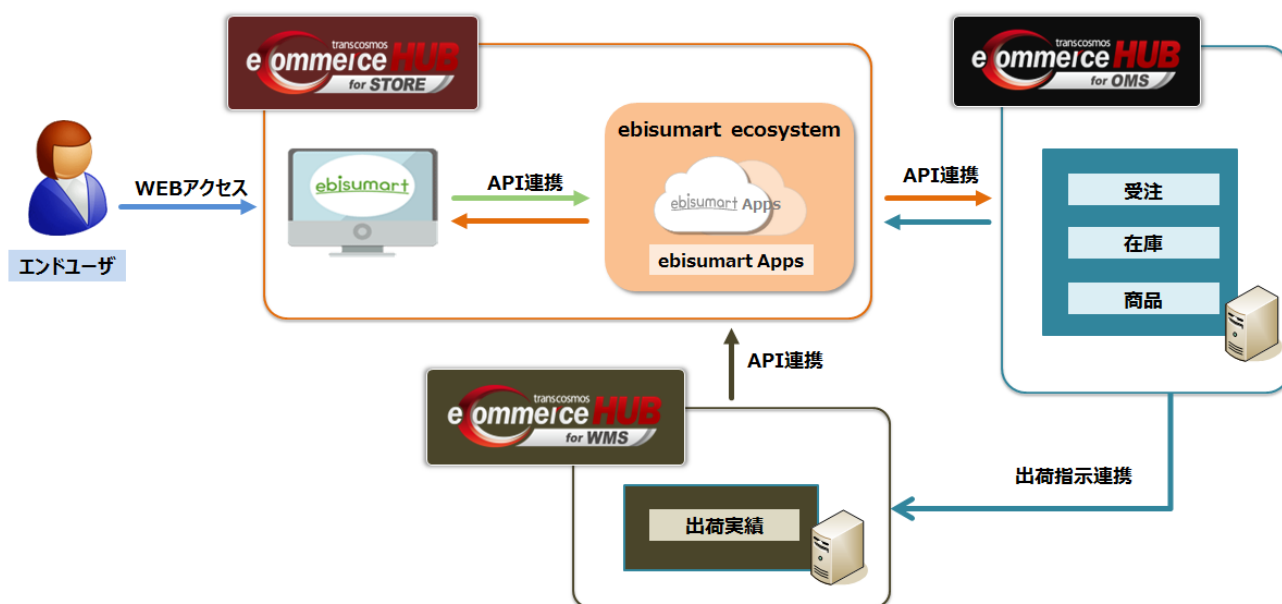 transcosmos
eCommerce HUB
for STORE
transcosmos
eCommerce HUB
for OMS
ebisumart ecosystem
ebisumart
ebisumart Apps
ebisumart Apps
WEBアクセス
API連携
API連携
エンドユーザ
受注
在庫
商品
API連携
transcosmos
eCommerce HUB
for WMS
出荷指示連携
出荷実績